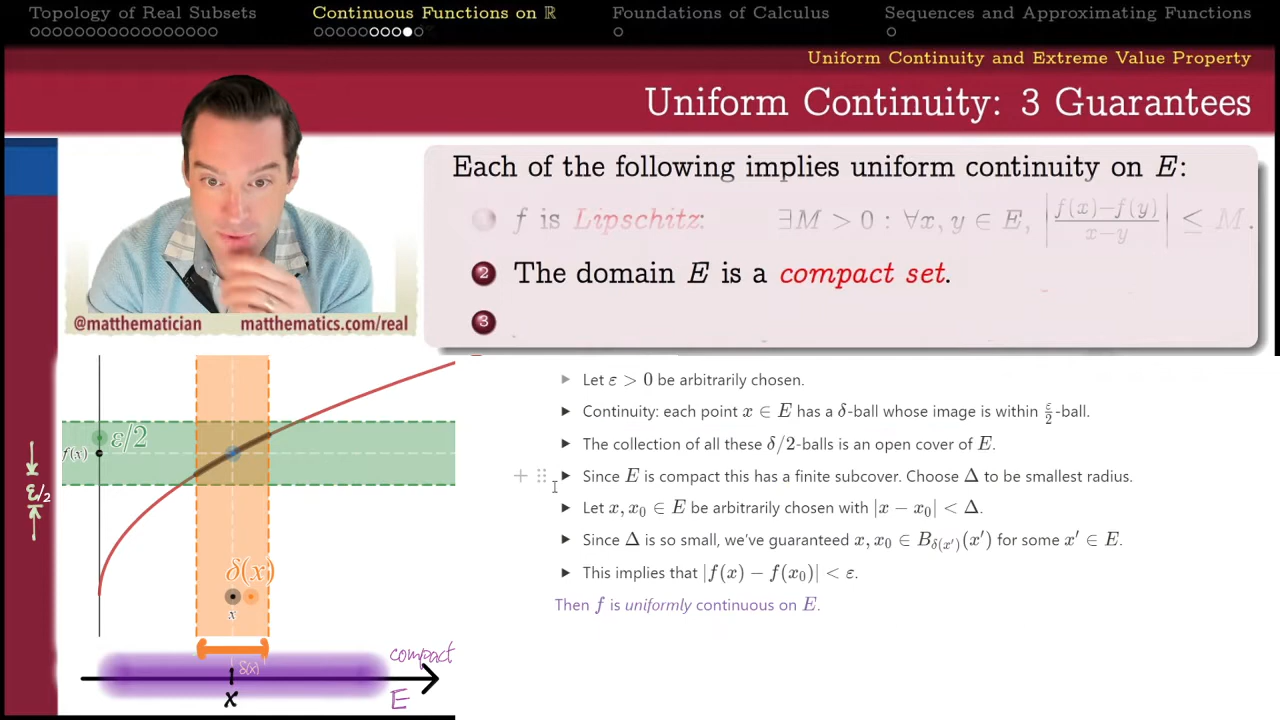 Topology of Real Subsets
Continuous Functions on ℝ
Foundations of Calculus
Sequences and Approximating Functions
Uniform Continuity and Extreme Value Property
Uniform Continuity: 3 Guarantees
Each of the following implies uniform continuity on E:
f is Lipschitz: ∃M > 0 : ∀x, y ∈ E, |f(x)−f(y) / x−y| ≤ M.
2 The domain E is a compact set.
3
@matthematician matthematics.com/real
ε/2
f(x)
ε/2
δ(x)
x
δ(x)
compact
x
E
▶ Let ε > 0 be arbitrarily chosen.
▶ Continuity: each point x ∈ E has a δ-ball whose image is within ε/2-ball.
▶ The collection of all these δ/2-balls is an open cover of E.
▶ Since E is compact this has a finite subcover. Choose Δ to be smallest radius.
▶ Let x, x₀ ∈ E be arbitrarily chosen with |x − x₀| < Δ.
▶ Since Δ is so small, we've guaranteed x, x₀ ∈ B_δ(x′)(x′) for some x′ ∈ E.
▶ This implies that |f(x) − f(x₀)| < ε.
Then f is uniformly continuous on E.